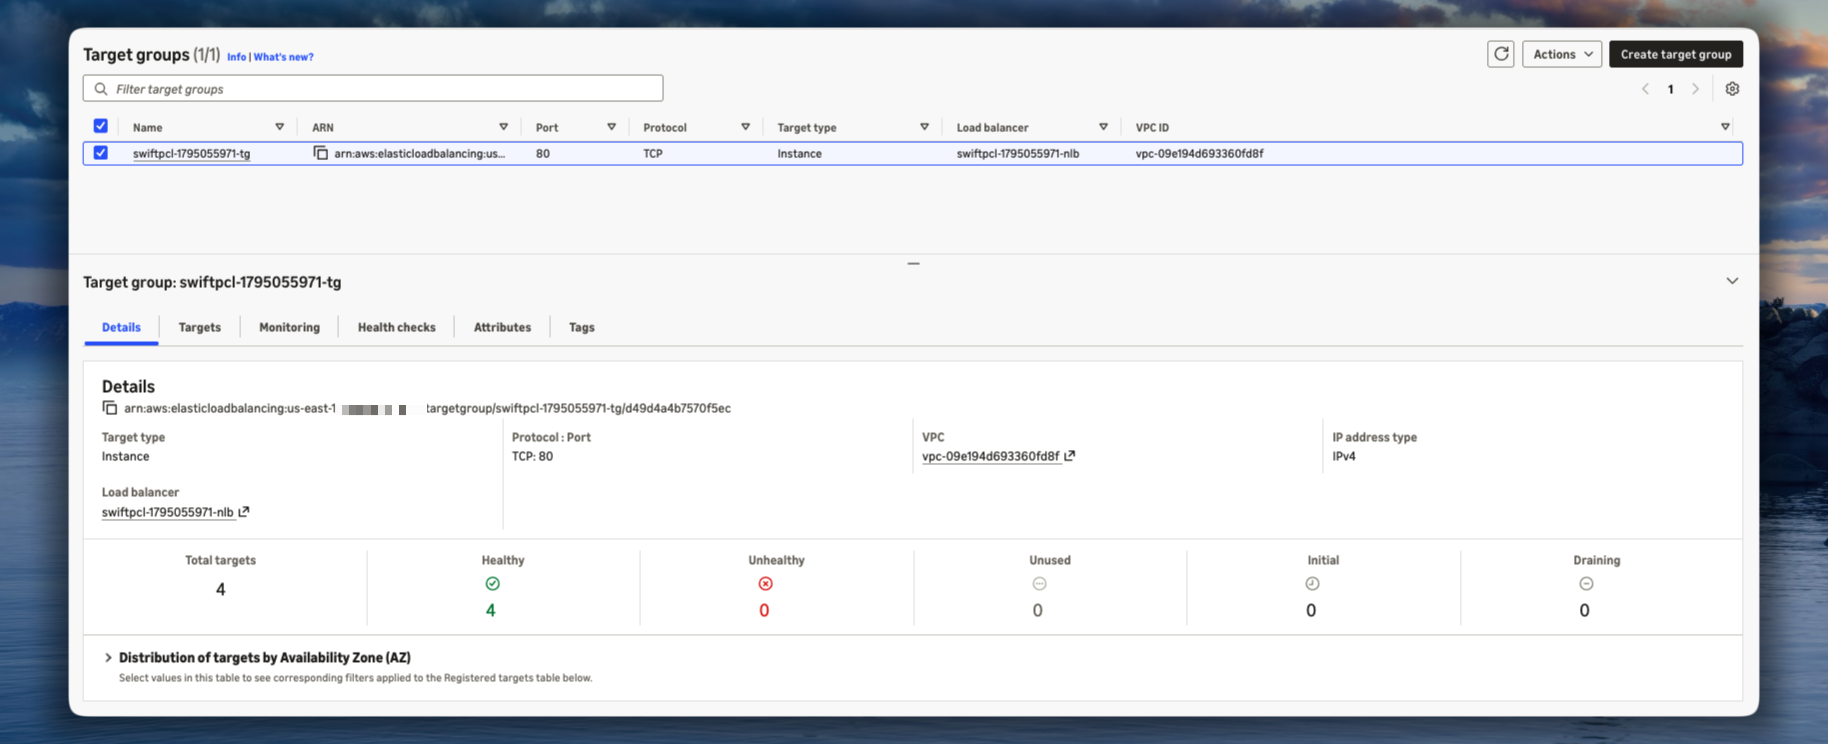 Target groups (1/1) Info | What's new?
Actions
Create target group
Filter target groups
1
Name ARN Port Protocol Target type Load balancer VPC ID
swiftpcl-1795055971-tg arn:aws:elasticloadbalancing:us... 80 TCP Instance swiftpcl-1795055971-nlb vpc-09e194d693360fd8f
Target group: swiftpcl-1795055971-tg
Details Targets Monitoring Health checks Attributes Tags
Details
arn:aws:elasticloadbalancing:us-east-1 targetgroup/swiftpcl-1795055971-tg/d49d4a4b7570f5ec
Target type Protocol : Port VPC IP address type
Instance TCP: 80 vpc-09e194d693360fd8f IPv4
Load balancer
swiftpcl-1795055971-nlb
Total targets Healthy Unhealthy Unused Initial Draining
4 4 0 0 0 0
Distribution of targets by Availability Zone (AZ)
Select values in this table to see corresponding filters applied to the Registered targets table below.